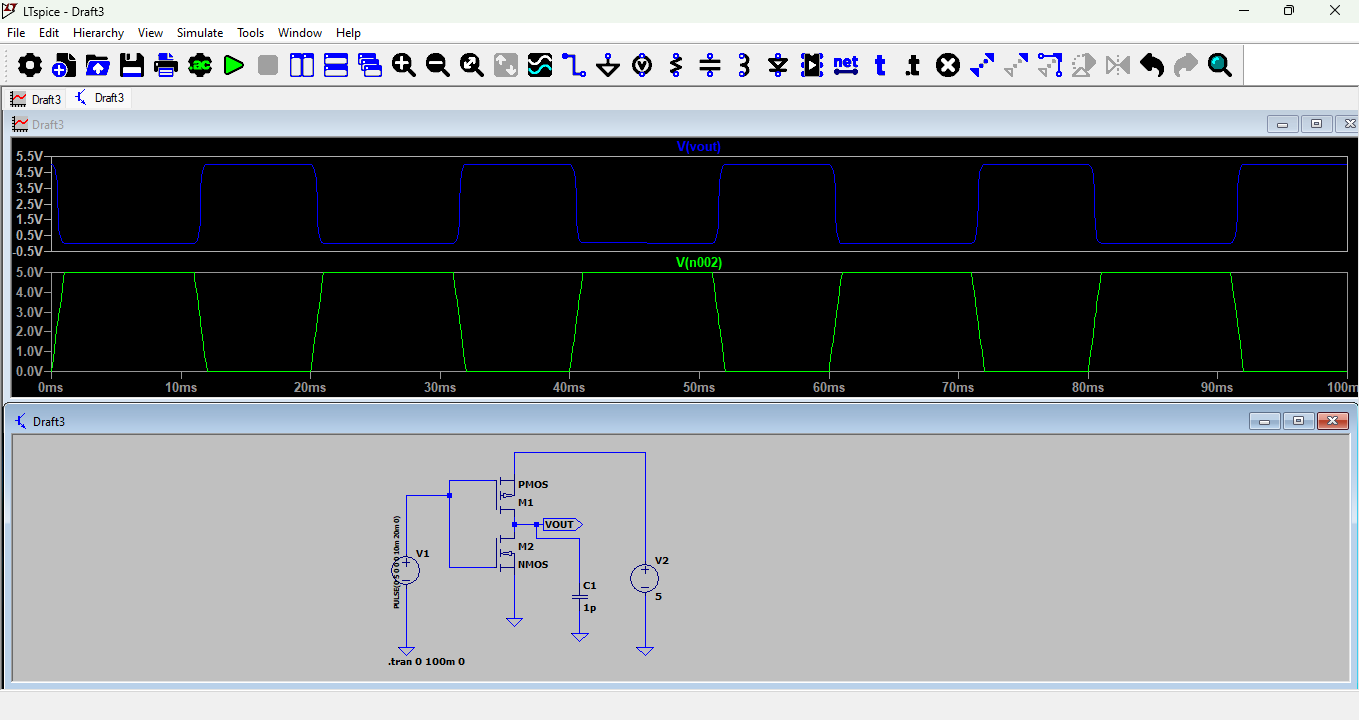 LTspice - Draft3
File Edit Hierarchy View Simulate Tools Window Help
.ac net t .t
Draft3 Draft3
Draft3
V(vout)
5.5V
4.5V
3.5V
2.5V
1.5V
0.5V
-0.5V
V(n002)
5.0V
4.0V
3.0V
2.0V
1.0V
0.0V
0ms 10ms 20ms 30ms 40ms 50ms 60ms 70ms 80ms 90ms 100m
Draft3
PMOS
M1
VOUT
M2
NMOS
V1
PULSE(0 5 0 0 0 10m 20m 0)
C1
1p
V2
5
.tran 0 100m 0